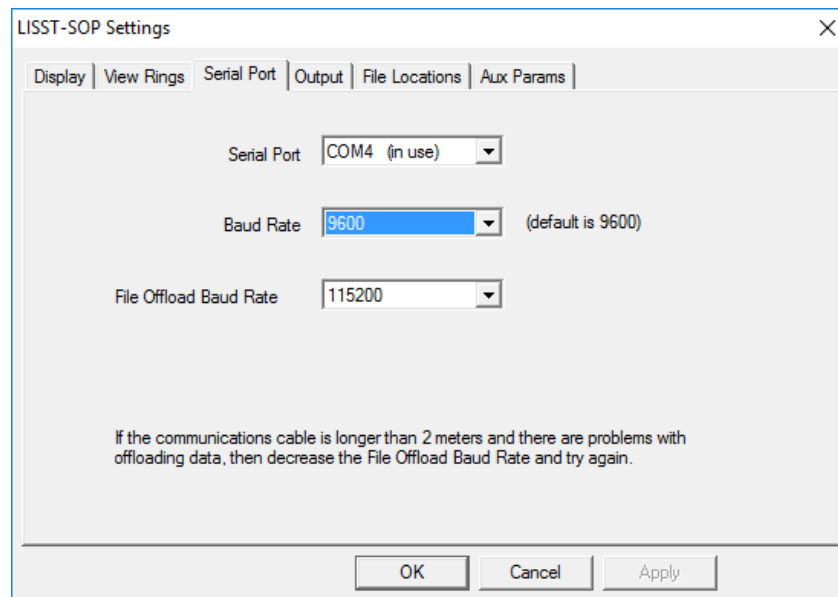 LISST-SOP Settings
Display View Rings Serial Port Output File Locations Aux Params
Serial Port COM4 (in use)
Baud Rate 9600 (default is 9600)
File Offload Baud Rate 115200
If the communications cable is longer than 2 meters and there are problems with
offloading data, then decrease the File Offload Baud Rate and try again.
OK Cancel Apply